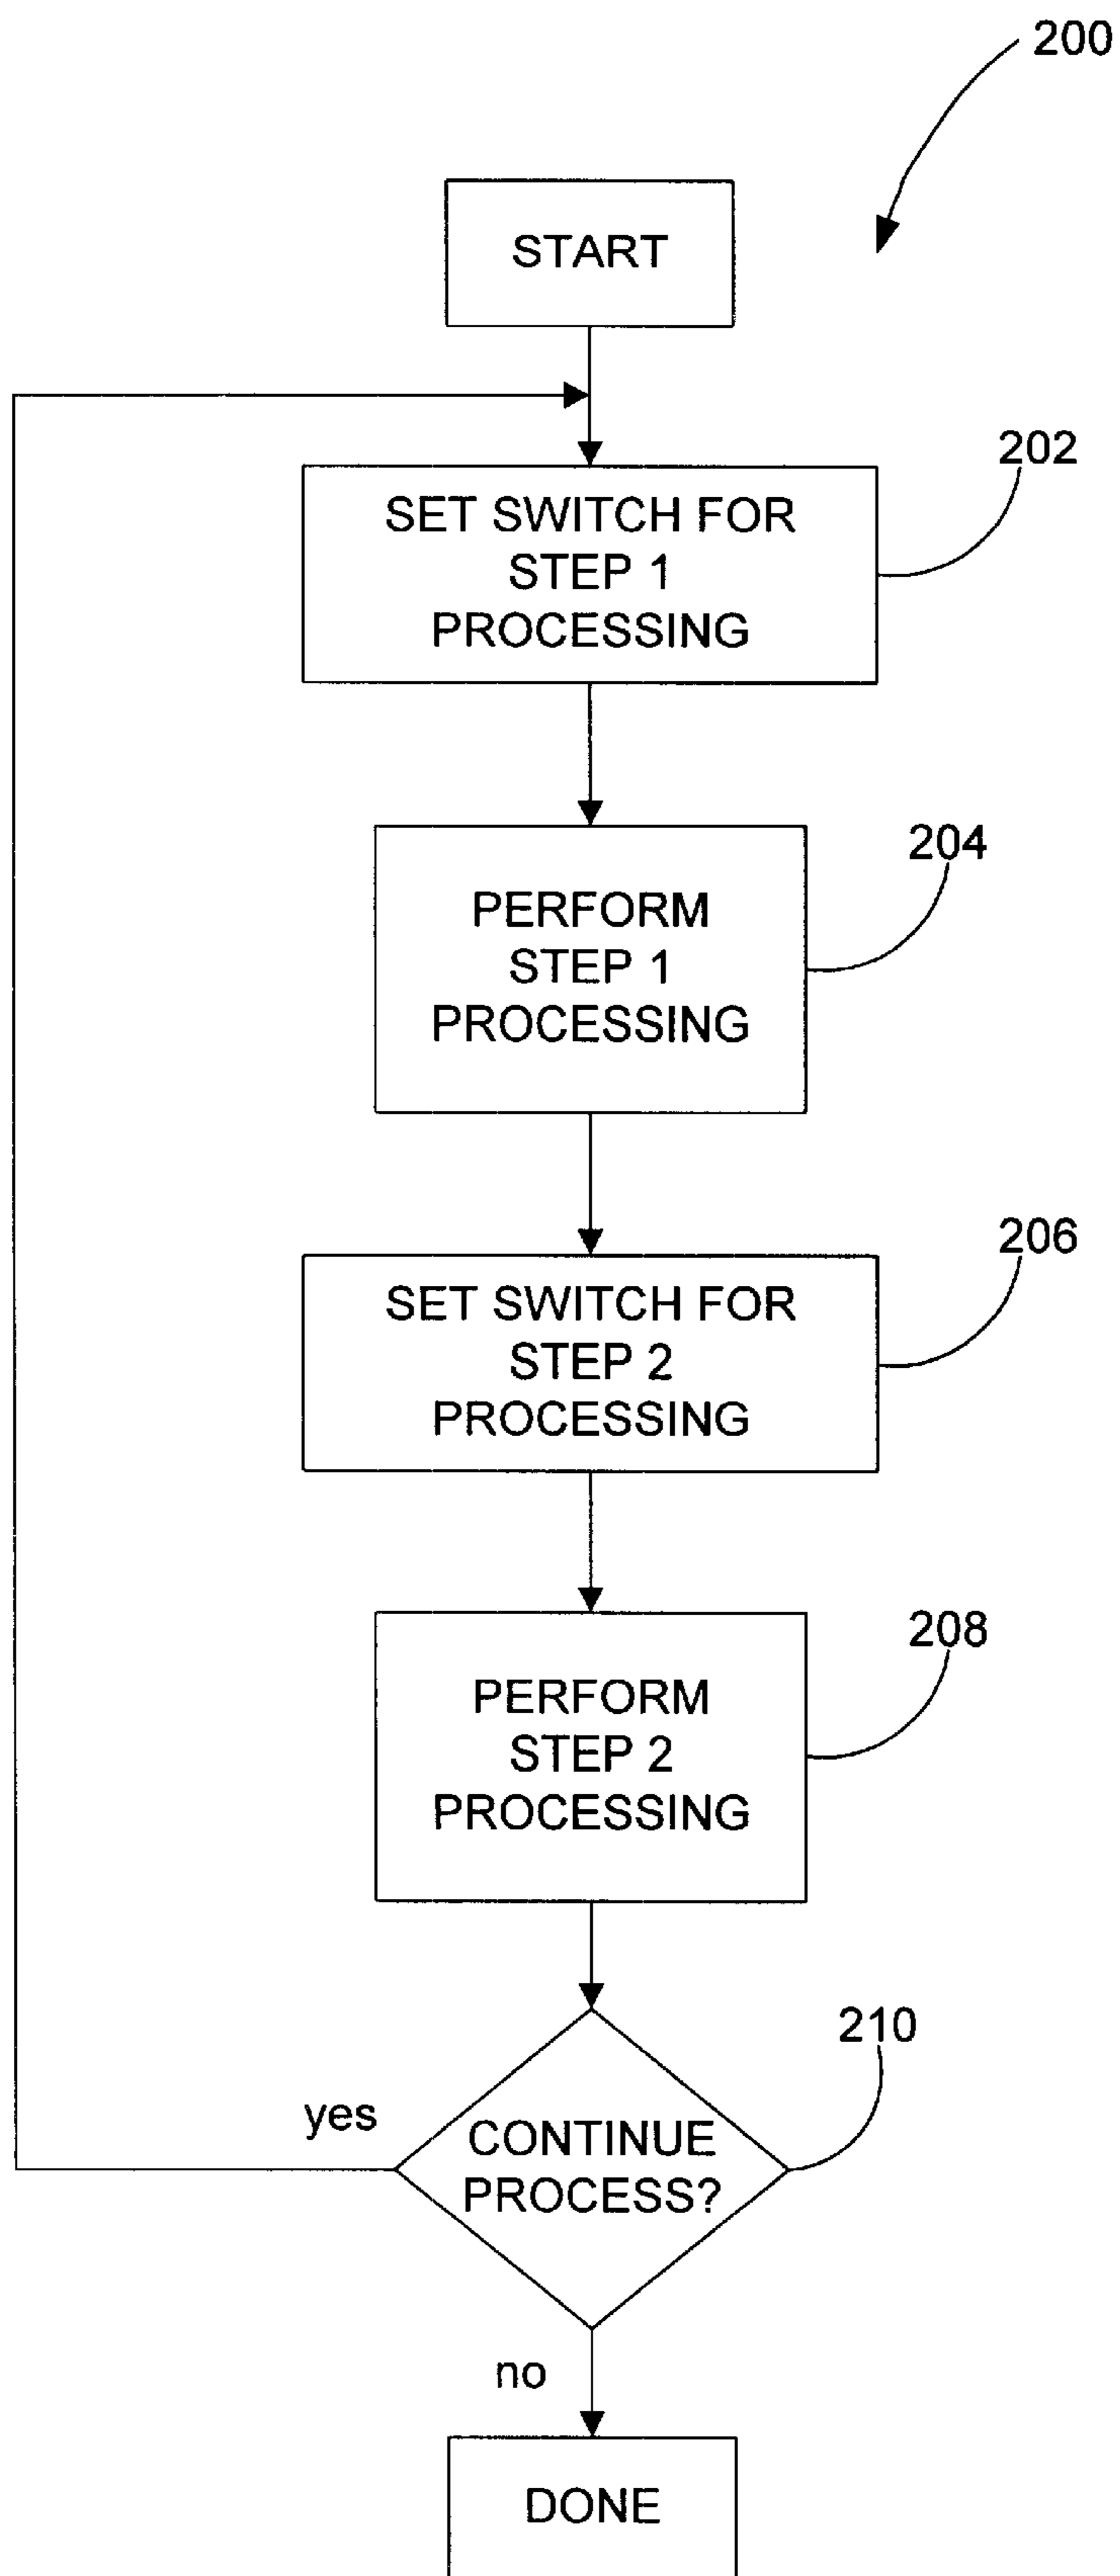 200
START
202
SET SWITCH FOR
STEP 1
PROCESSING
204
PERFORM
STEP 1
PROCESSING
206
SET SWITCH FOR
STEP 2
PROCESSING
208
PERFORM
STEP 2
PROCESSING
210
yes
CONTINUE
PROCESS?
no
DONE